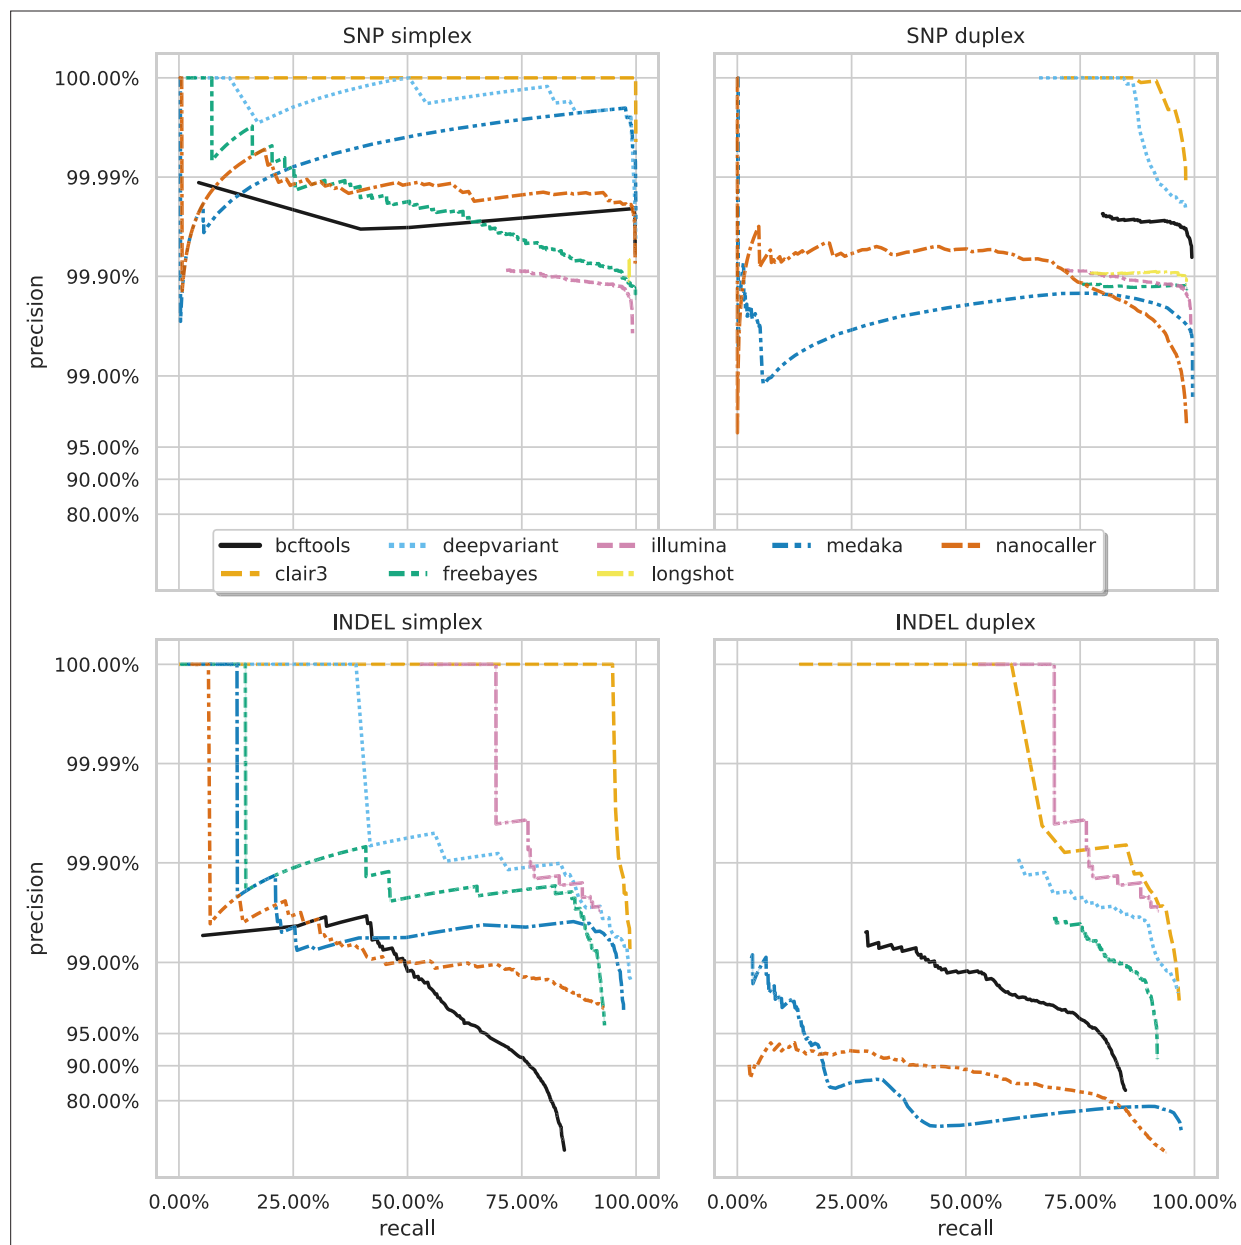 SNP simplex
SNP duplex
100.00%
99.99%
99.90%
99.00%
95.00%
90.00%
80.00%
precision
bcftools
deepvariant
illumina
medaka
nanocaller
clair3
freebayes
longshot
INDEL simplex
INDEL duplex
100.00%
99.99%
99.90%
99.00%
95.00%
90.00%
80.00%
precision
0.00% 25.00% 50.00% 75.00% 100.00%
0.00% 25.00% 50.00% 75.00% 100.00%
recall
recall